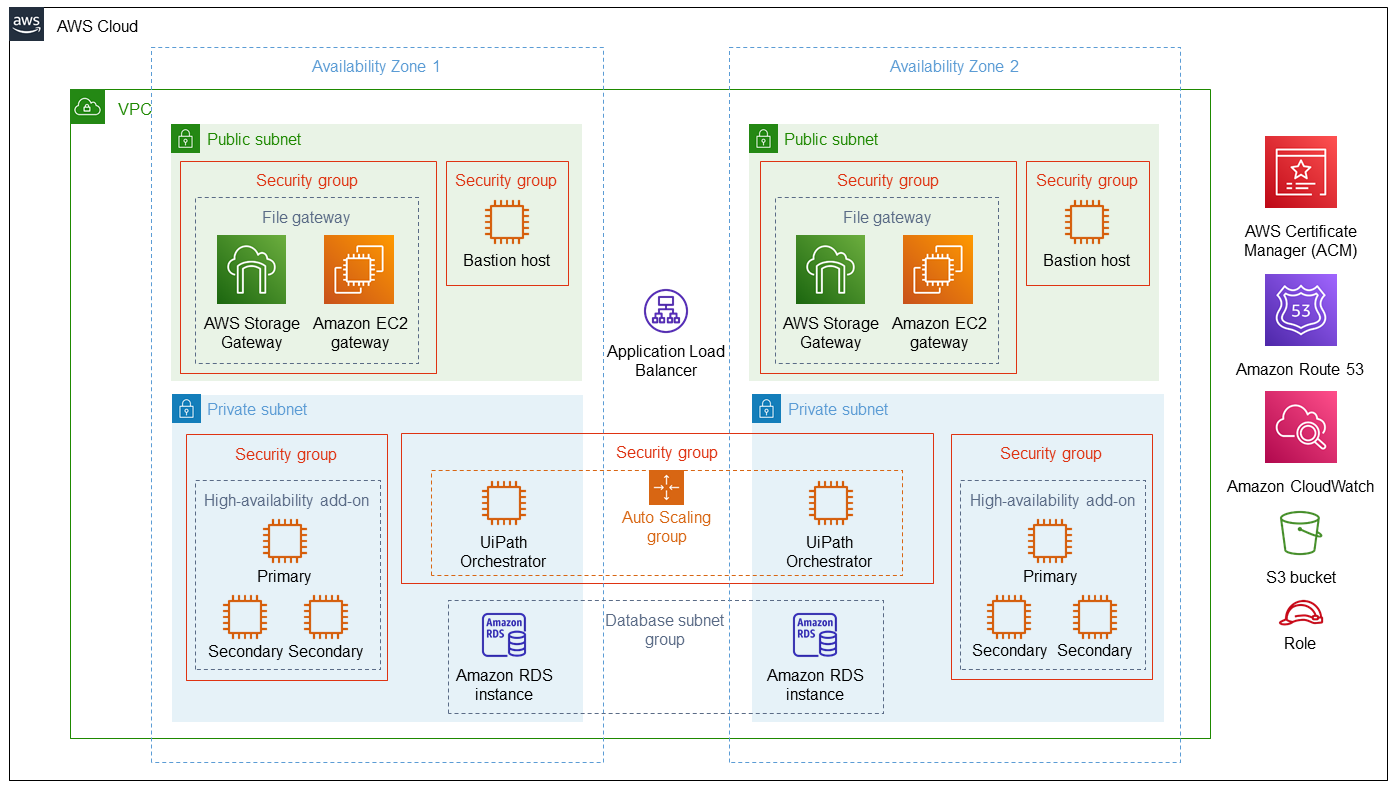 aws
AWS Cloud
Availability Zone 1
Availability Zone 2
VPC
Public subnet
Security group
File gateway
AWS Storage
Gateway
Amazon EC2
gateway
Security group
Bastion host
Application Load
Balancer
Public subnet
Security group
File gateway
AWS Storage
Gateway
Amazon EC2
gateway
Security group
Bastion host
Private subnet
Security group
High-availability add-on
Primary
Secondary
Secondary
Security group
Auto Scaling
group
UiPath
Orchestrator
UiPath
Orchestrator
Database subnet
group
Amazon
RDS
Amazon RDS
instance
Amazon
RDS
Amazon RDS
instance
Private subnet
Security group
High-availability add-on
Primary
Secondary
Secondary
AWS Certificate
Manager (ACM)
53
Amazon Route 53
Amazon CloudWatch
S3 bucket
Role